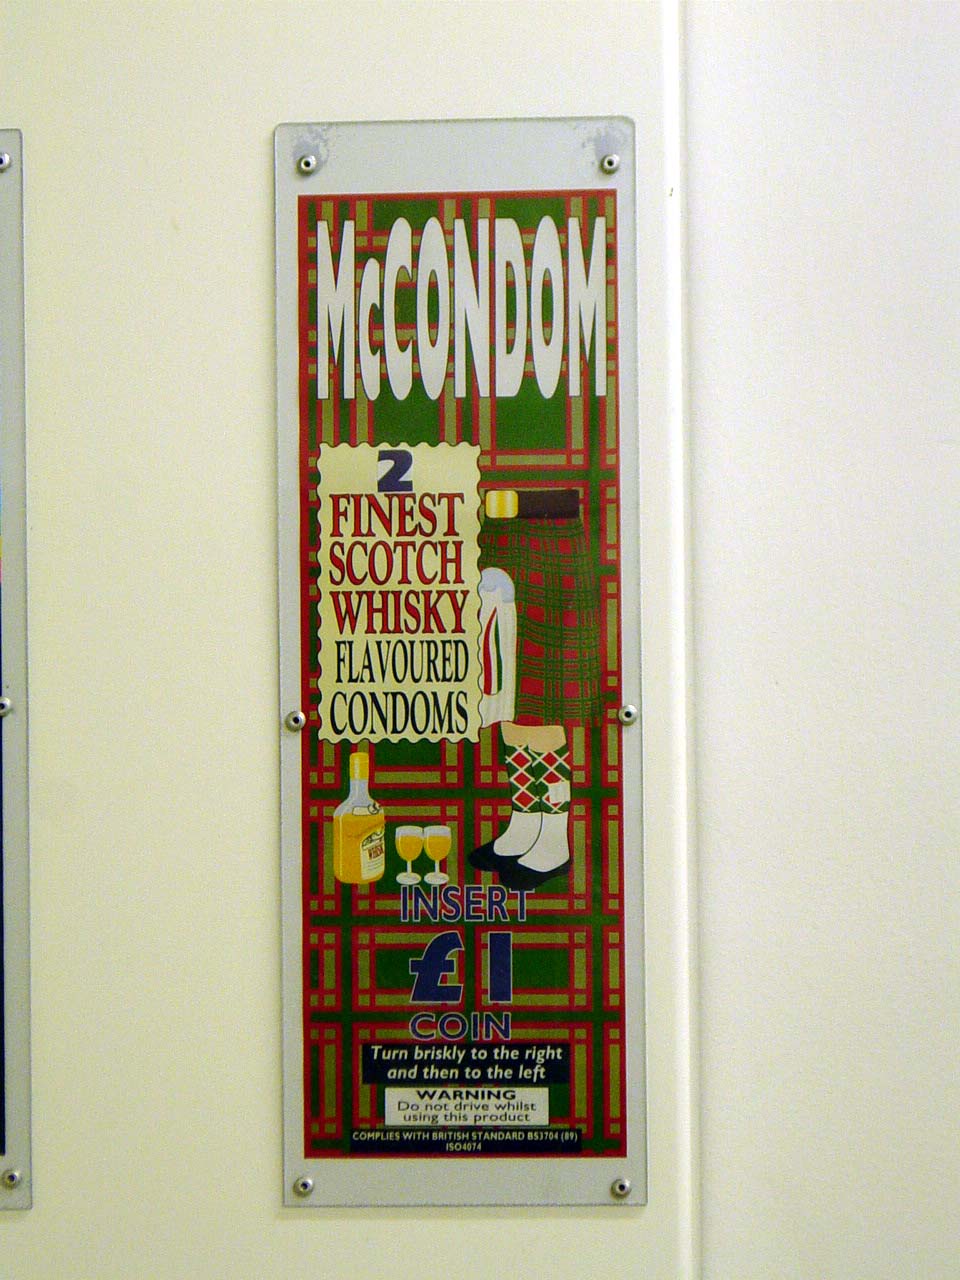 McCONDOM
2
FINEST
SCOTCH
WHISKY
FLAVOURED
CONDOMS
INSERT
£1
COIN
Turn briskly to the right
and then to the left
WARNING
Do not drive whilst
using this product
COMPLIES WITH BRITISH STANDARD BS3704 (89)
ISO4074